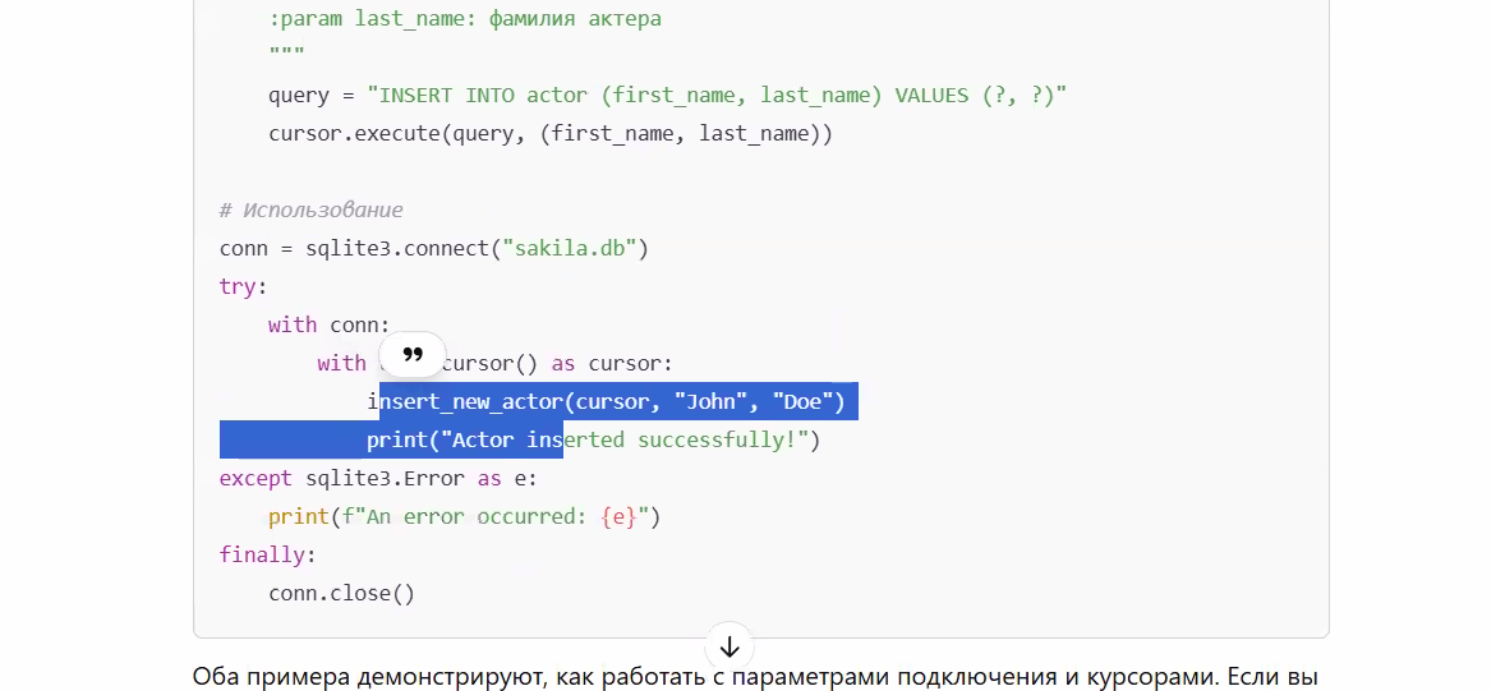 :param last_name: фамилия актера
"""
query = "INSERT INTO actor (first_name, last_name) VALUES (?, ?)"
cursor.execute(query, (first_name, last_name))
# Использование
conn = sqlite3.connect("sakila.db")
try:
with conn:
with cursor() as cursor:
insert_new_actor(cursor, "John", "Doe")
print("Actor inserted successfully!")
except sqlite3.Error as e:
print(f"An error occurred: {e}")
finally:
conn.close()
Оба примера демонстрируют, как работать с параметрами подключения и курсорами. Если вы